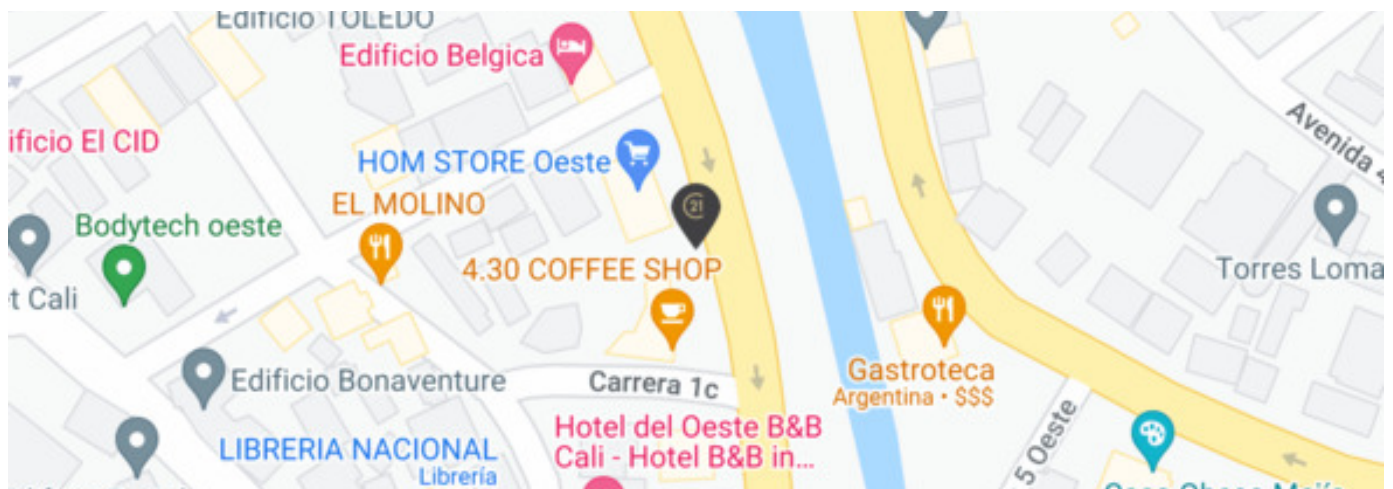 Edificio TOLEDO
Edificio Belgica
ificio El CID
HOM STORE Oeste
Avenida 4
EL MOLINO
21
Bodytech oeste
4.30 COFFEE SHOP
Torres Loma
t Cali
Gastroteca
Argentina • $$$
Edificio Bonaventure
Carrera 1c
Hotel del Oeste B&B
Cali - Hotel B&B in...
5 Oeste
LIBRERIA NACIONAL
Librería